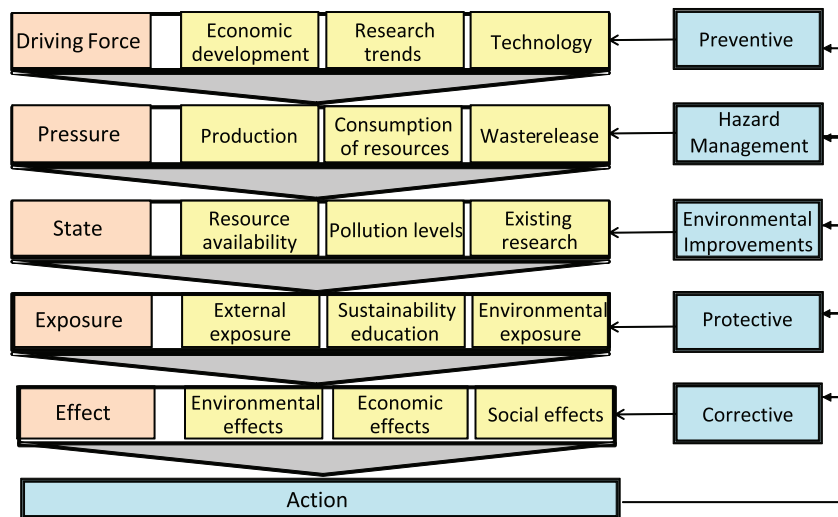 Driving Force
Economic
development
Research
trends
Technology
Preventive
Pressure
Production
Consumption
of resources
Wasterelease
Hazard
Management
State
Resource
availability
Pollution levels
Existing
research
Environmental
Improvements
Exposure
External
exposure
Sustainability
education
Environmental
exposure
Protective
Effect
Environmental
effects
Economic
effects
Social effects
Corrective
Action